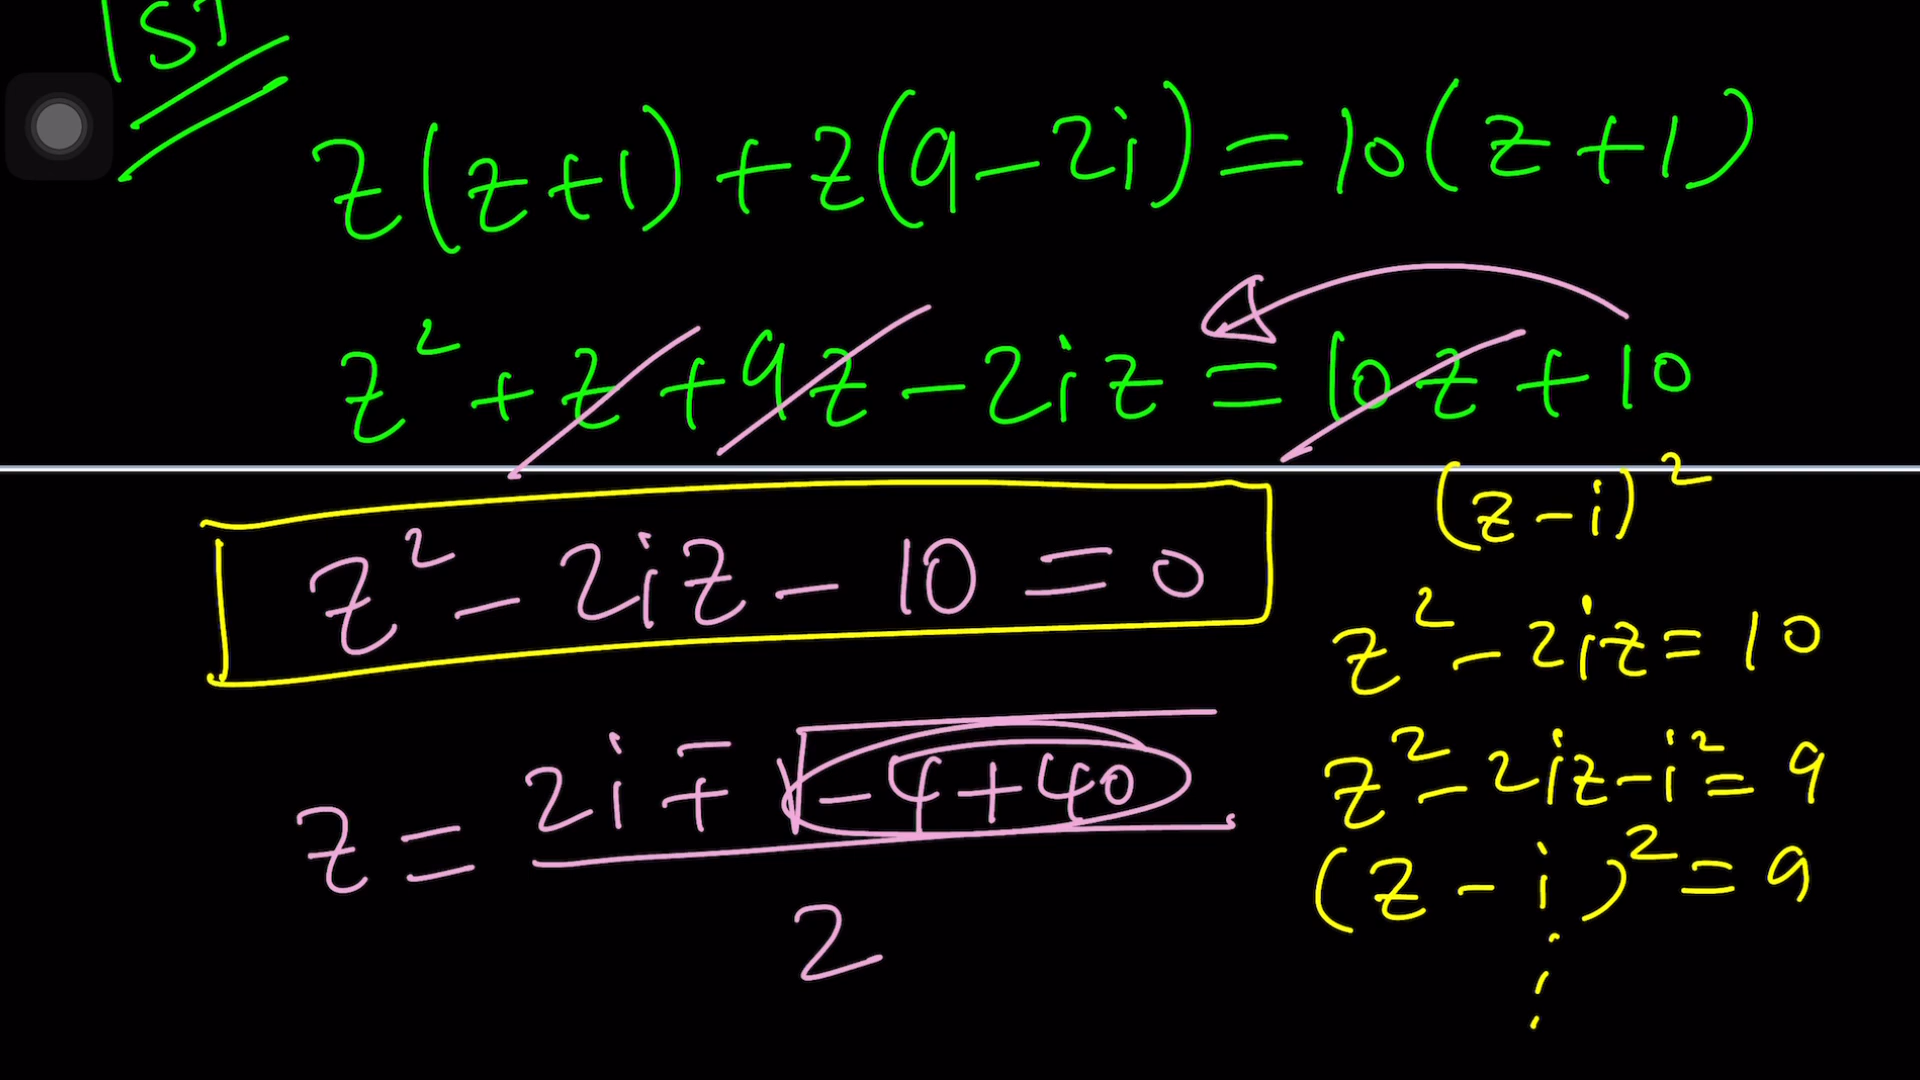 1st
z(z+1)+z(9-2i)=10(z+1)
z²+z+9z-2iz=10z+10
z²-2iz-10=0
z=(2i∓√(-4+40))/2
(z-i)²
z²-2iz=10
z²-2iz-i²=9
(z-i)²=9
⋮